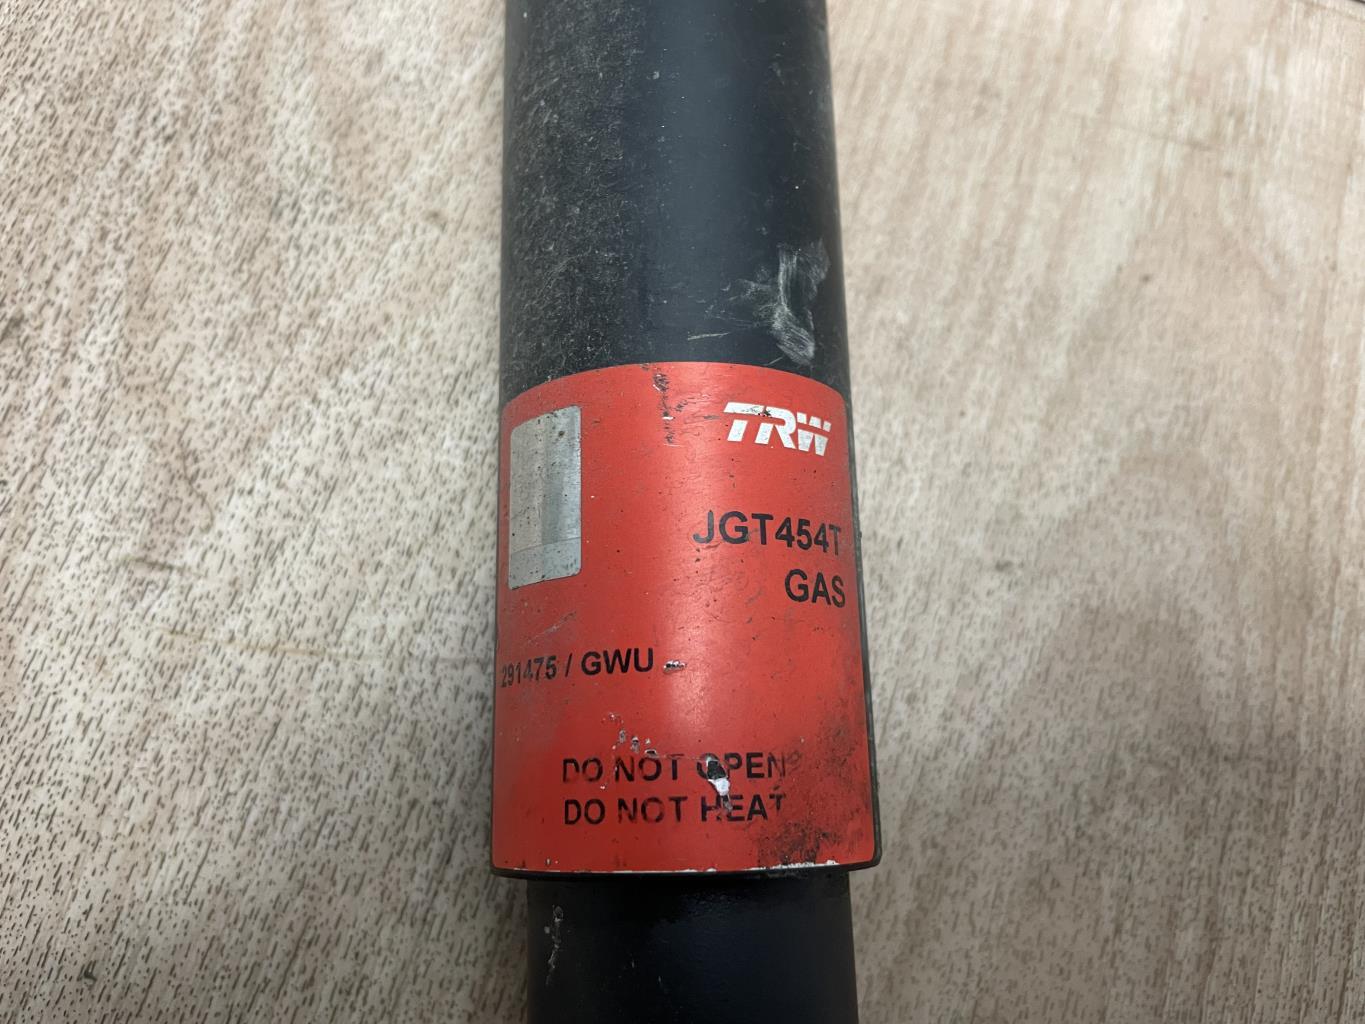 TRW
JGT454T
GAS
291475 / GWU
DO NOT OPEN
DO NOT HEAT